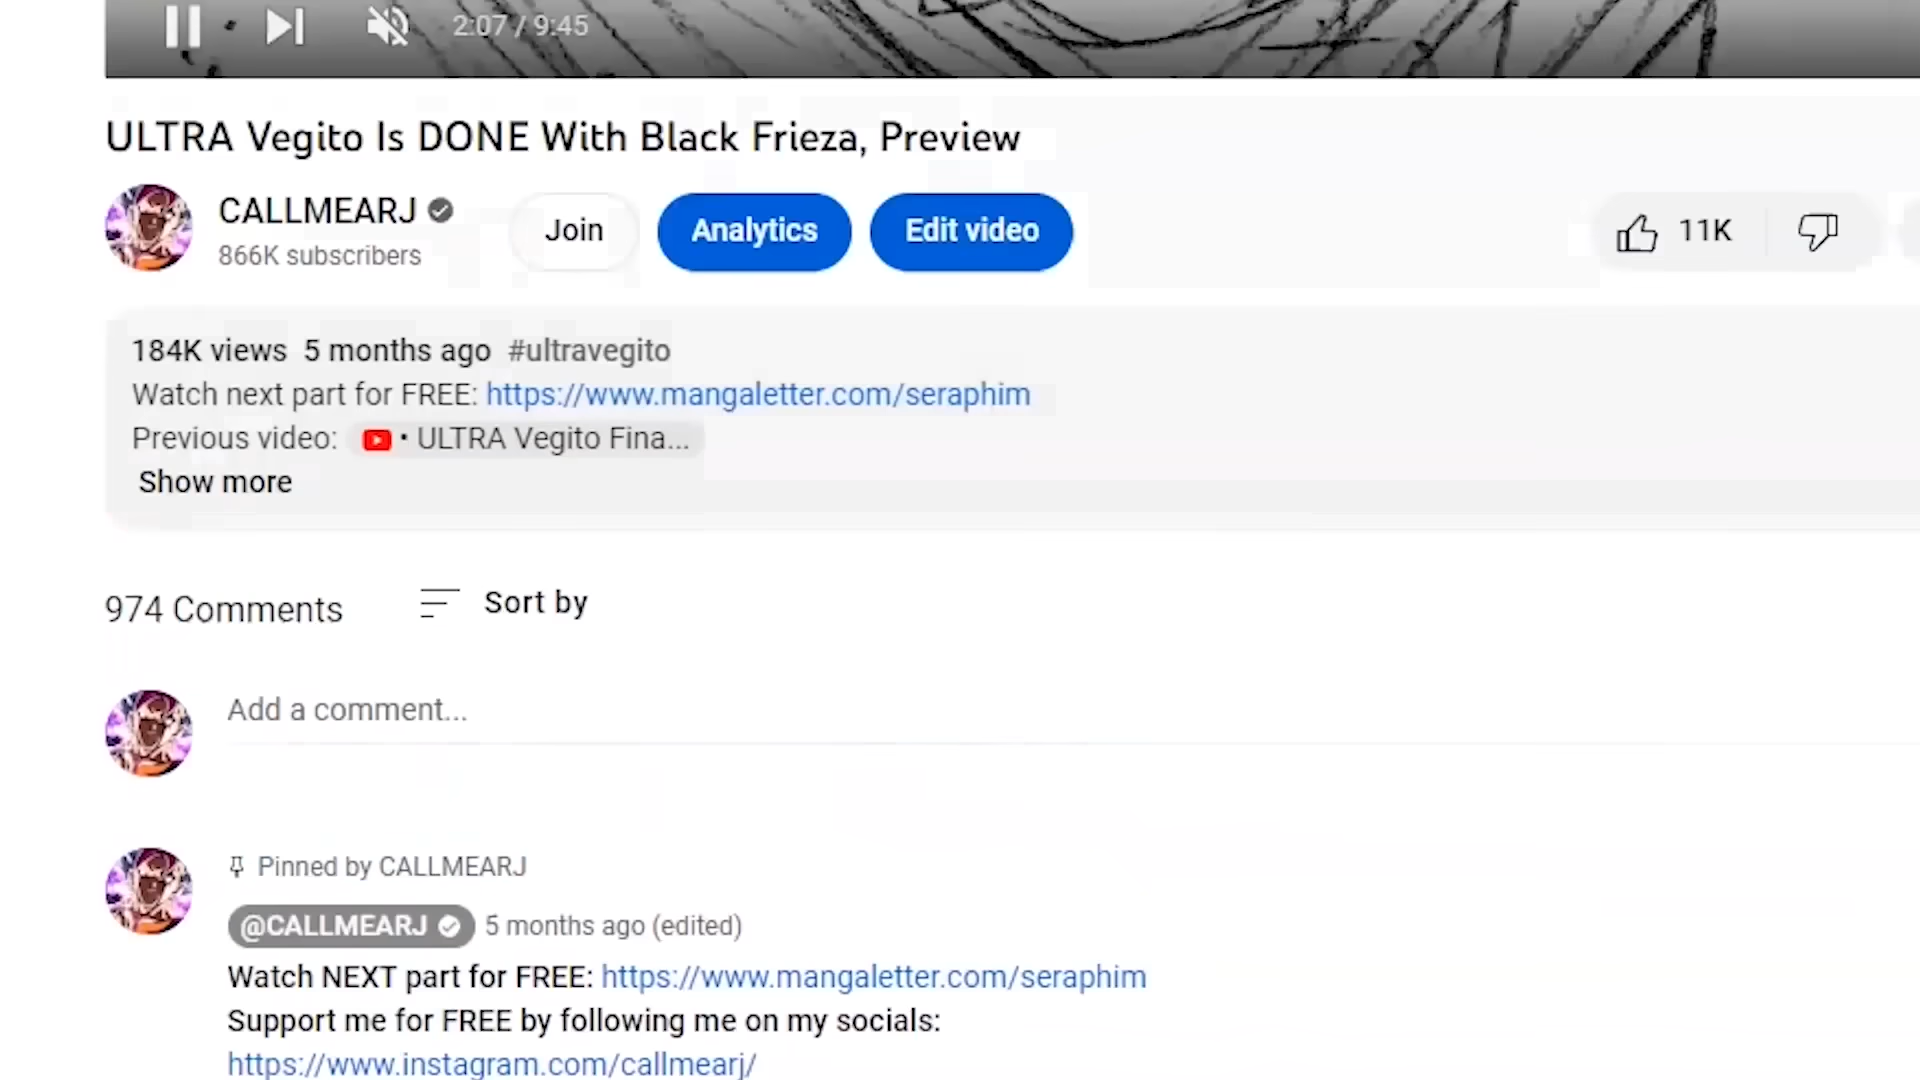 2:07 / 9:45
ULTRA Vegito Is DONE With Black Frieza, Preview
CALLMEARJ
866K subscribers
Join
Analytics
Edit video
11K
184K views 5 months ago #ultravegito
Watch next part for FREE: https://www.mangaletter.com/seraphim
Previous video: • ULTRA Vegito Fina...
Show more
974 Comments
Sort by
Add a comment...
Pinned by CALLMEARJ
@CALLMEARJ 5 months ago (edited)
Watch NEXT part for FREE: https://www.mangaletter.com/seraphim
Support me for FREE by following me on my socials:
https://www.instagram.com/callmearj/